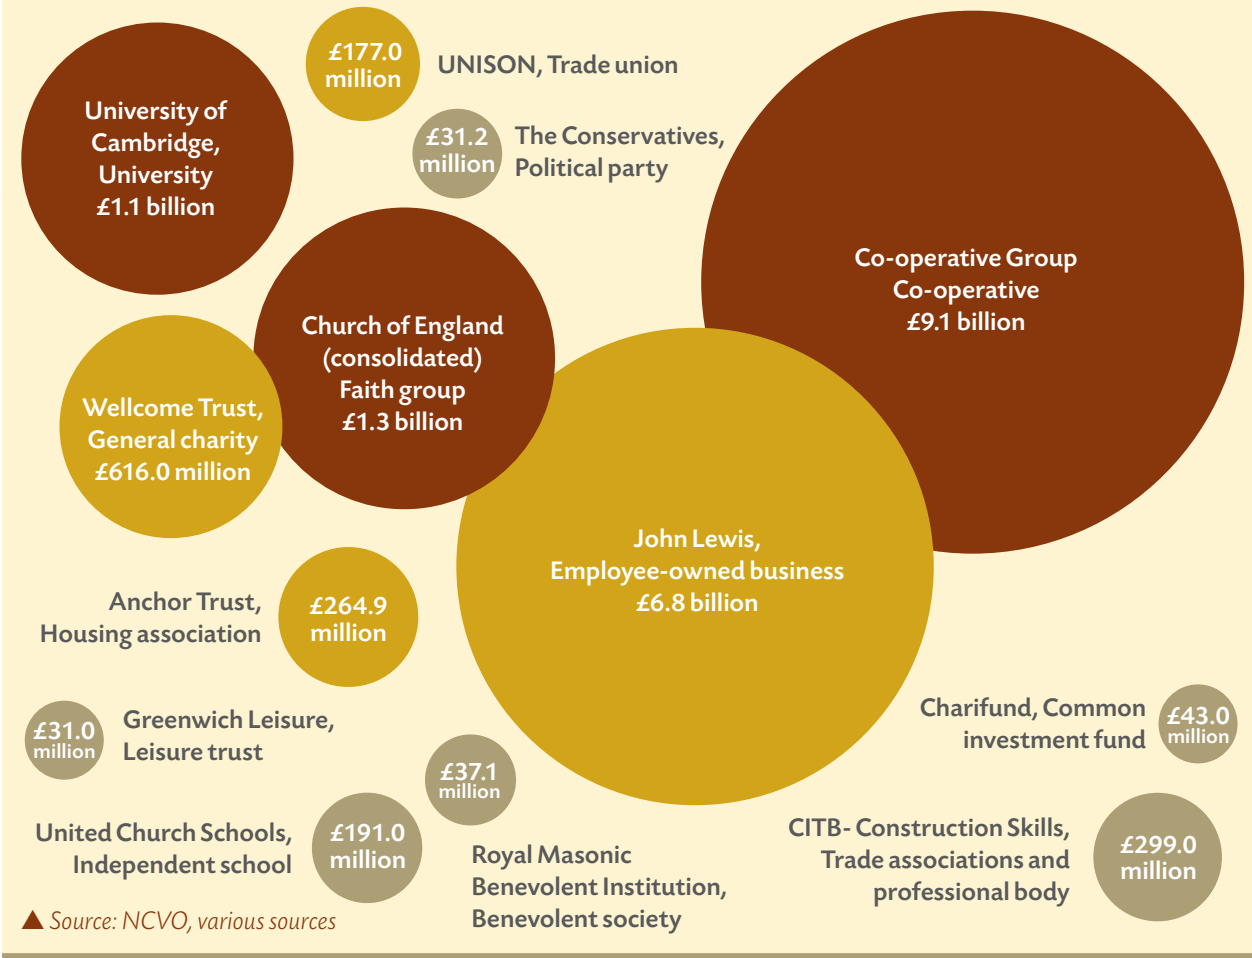 £177.0
million
UNISON, Trade union
University of
Cambridge,
University
£1.1 billion
£31.2
million
The Conservatives,
Political party
Co-operative Group
Co-operative
£9.1 billion
Church of England
(consolidated)
Faith group
£1.3 billion
Wellcome Trust,
General charity
£616.0 million
John Lewis,
Employee-owned business
£6.8 billion
Anchor Trust,
Housing association
£264.9
million
£31.0
million
Greenwich Leisure,
Leisure trust
Charifund, Common
investment fund
£43.0
million
£37.1
million
Royal Masonic
Benevolent Institution,
Benevolent society
United Church Schools,
Independent school
£191.0
million
CITB- Construction Skills,
Trade associations and
professional body
£299.0
million
Source: NCVO, various sources